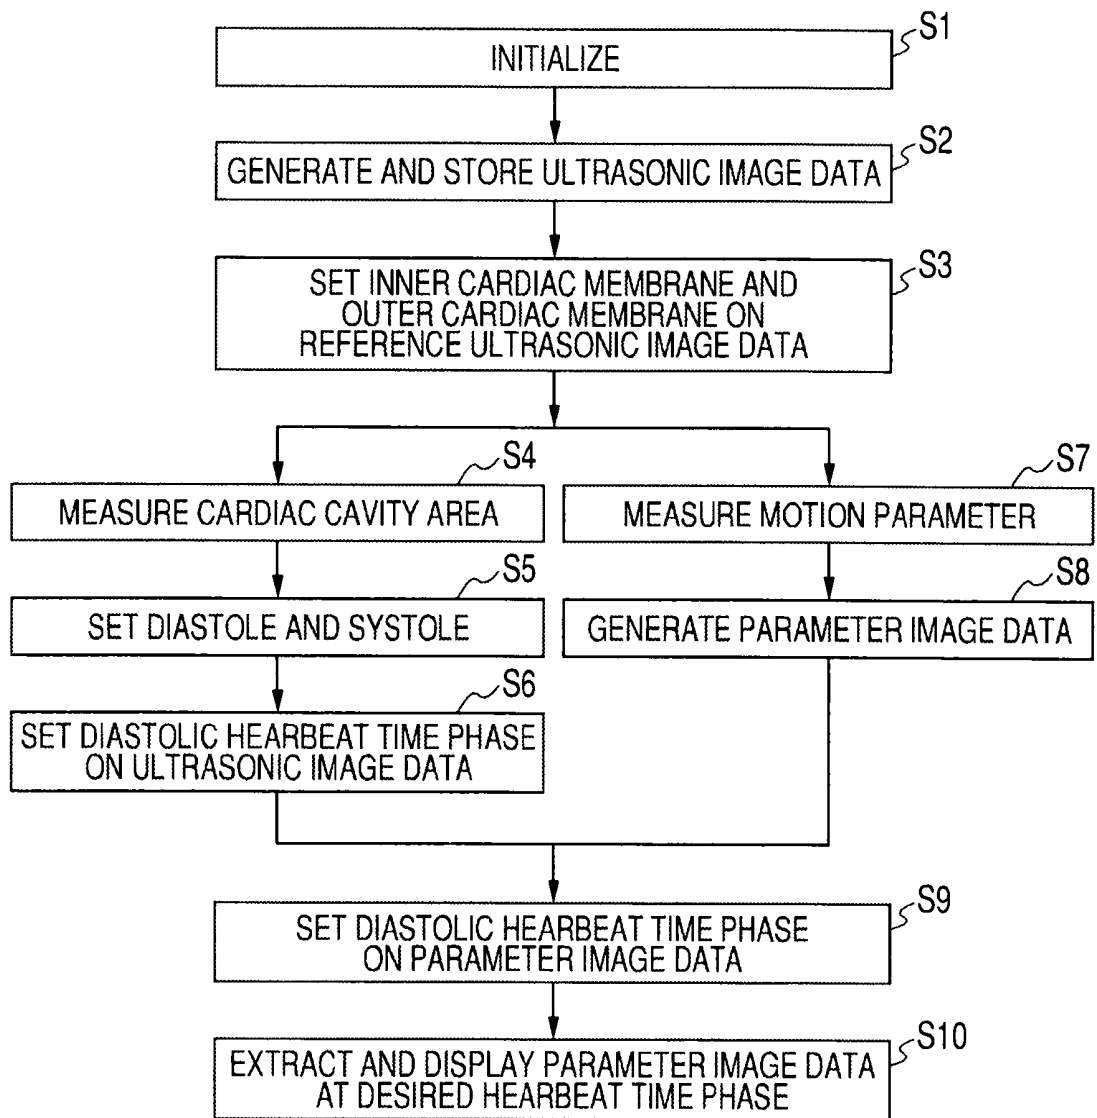 S1
INITIALIZE
S2
GENERATE AND STORE ULTRASONIC IMAGE DATA
S3
SET INNER CARDIAC MEMBRANE AND
OUTER CARDIAC MEMBRANE ON
REFERENCE ULTRASONIC IMAGE DATA
S4
MEASURE CARDIAC CAVITY AREA
S5
SET DIASTOLE AND SYSTOLE
S6
SET DIASTOLIC HEARBEAT TIME PHASE
ON ULTRASONIC IMAGE DATA
S7
MEASURE MOTION PARAMETER
S8
GENERATE PARAMETER IMAGE DATA
S9
SET DIASTOLIC HEARBEAT TIME PHASE
ON PARAMETER IMAGE DATA
S10
EXTRACT AND DISPLAY PARAMETER IMAGE DATA
AT DESIRED HEARBEAT TIME PHASE